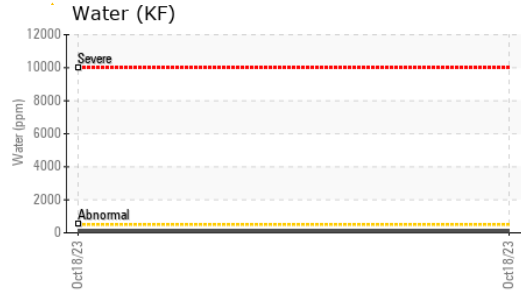 Water (KF)
12000
Severe
10000
8000
6000
4000
2000
Abnormal
0
Water (ppm)
Oct18/23
Oct18/23